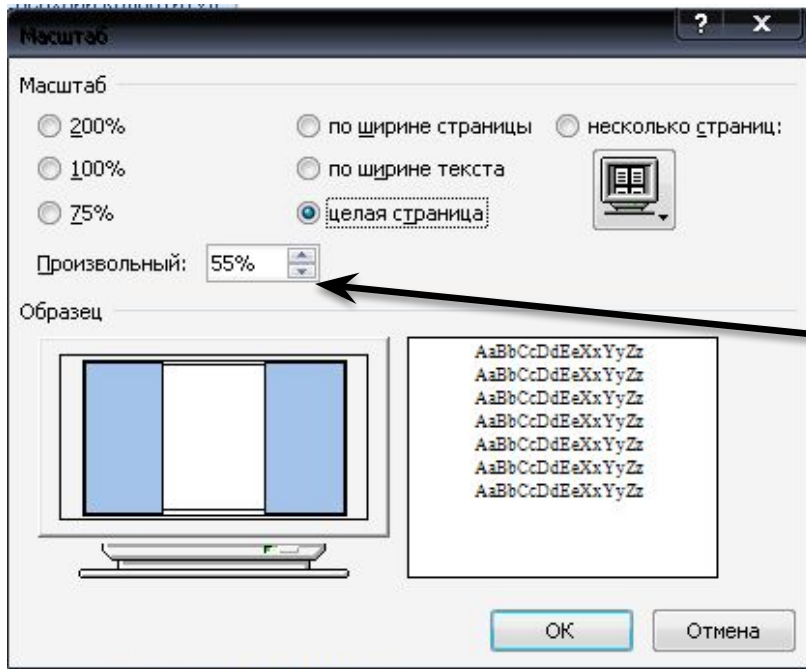 Масштаб
Масштаб
200%
по ширине страницы
несколько страниц:
100%
по ширине текста
75%
целая страница
Произвольный: 55%
Образец
AaBbCcDdEeXxYyZz
AaBbCcDdEeXxYyZz
AaBbCcDdEeXxYyZz
AaBbCcDdEeXxYyZz
AaBbCcDdEeXxYyZz
AaBbCcDdEeXxYyZz
AaBbCcDdEeXxYyZz
ОК
Отмена